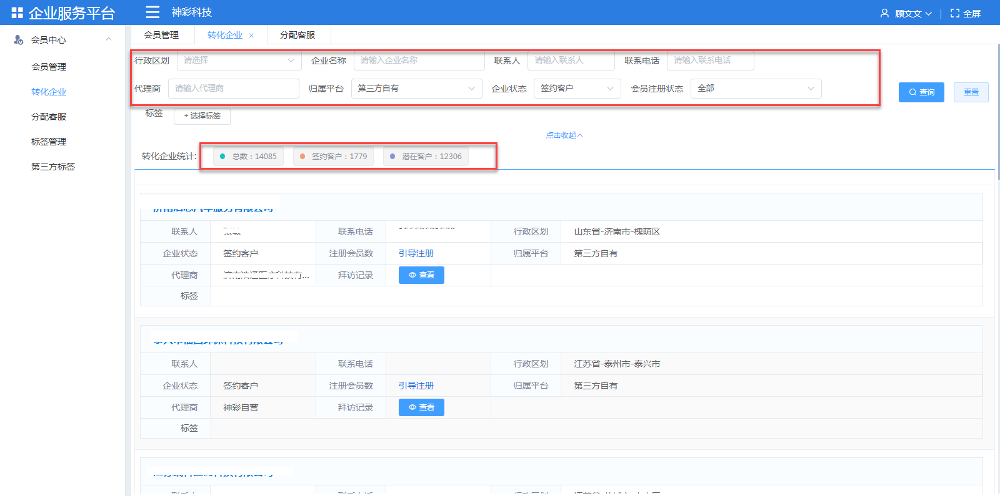 企业服务平台
神彩科技
顾文文
全屏
会员中心
会员管理
转化企业
分配客服
标签管理
第三方标签
会员管理
转化企业 ×
分配客服
行政区划 请选择
企业名称 请输入企业名称
联系人 请输入联系人
联系电话 请输入联系电话
代理商 请输入代理商
归属平台 第三方自有
企业状态 签约客户
会员注册状态 全部
查询
重置
标签 + 选择标签
点击收起
转化企业统计: 总数：14085 签约客户：1779 潜在客户：12306
联系人
联系电话
行政区划 山东省-济南市-槐荫区
企业状态 签约客户 注册会员数 引导注册 归属平台 第三方自有
代理商
拜访记录 查看
标签
联系人 联系电话 行政区划 江苏省-泰州市-泰兴市
企业状态 签约客户 注册会员数 引导注册 归属平台 第三方自有
代理商 神彩自营 拜访记录 查看
标签